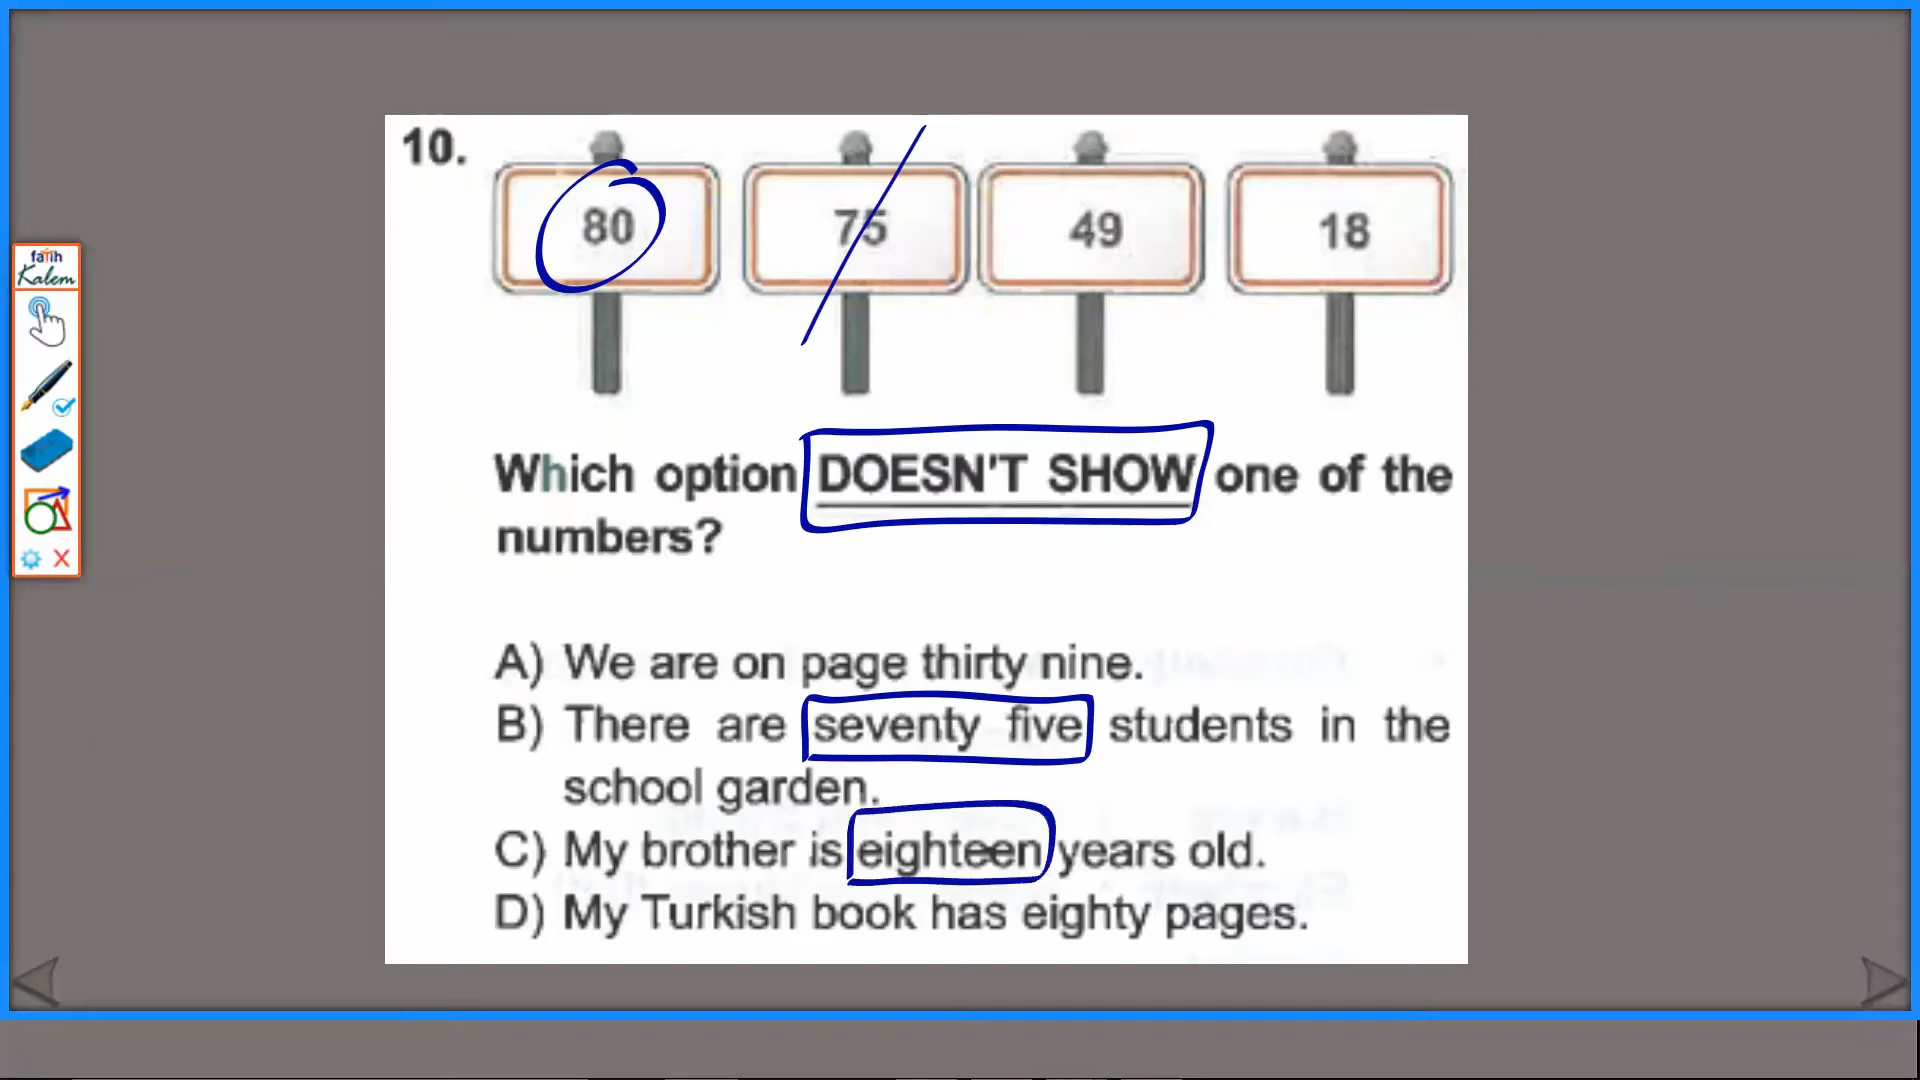 10.
80 75 49 18
fatih
Kalem
Which option DOESN'T SHOW one of the
numbers?
A) We are on page thirty nine.
B) There are seventy five students in the
school garden.
C) My brother is eighteen years old.
D) My Turkish book has eighty pages.